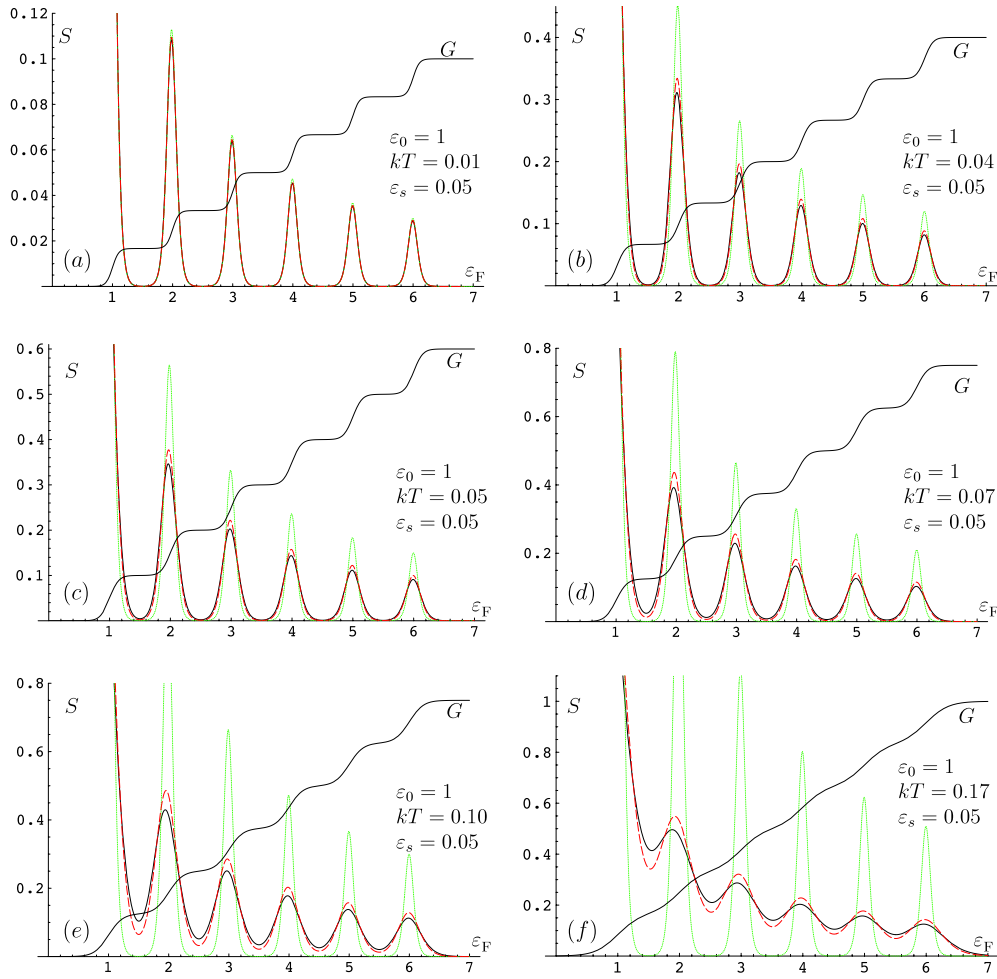 0.12
S
G
0.1
0.08
0.06
0.04
0.02
ε₀ = 1
kT = 0.01
εₛ = 0.05
(a)
ε_F
1 2 3 4 5 6 7
0.4
S
G
0.3
0.2
0.1
ε₀ = 1
kT = 0.04
εₛ = 0.05
(b)
ε_F
1 2 3 4 5 6 7
0.6
S
G
0.5
0.4
0.3
0.2
0.1
ε₀ = 1
kT = 0.05
εₛ = 0.05
(c)
ε_F
1 2 3 4 5 6 7
0.8
S
G
0.6
0.4
0.2
ε₀ = 1
kT = 0.07
εₛ = 0.05
(d)
ε_F
1 2 3 4 5 6 7
0.8
S
G
0.6
0.4
0.2
ε₀ = 1
kT = 0.10
εₛ = 0.05
(e)
ε_F
1 2 3 4 5 6 7
1
S
G
0.8
0.6
0.4
0.2
ε₀ = 1
kT = 0.17
εₛ = 0.05
(f)
ε_F
1 2 3 4 5 6 7